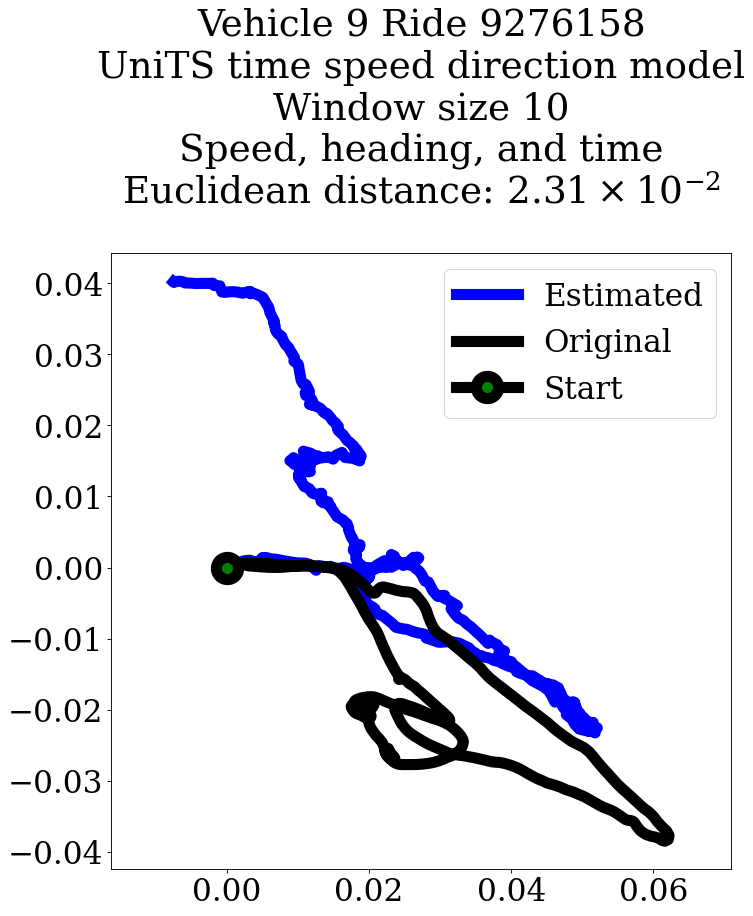 Vehicle 9 Ride 9276158
UniTS time speed direction model
Window size 10
Speed, heading, and time
Euclidean distance: 2.31 × 10⁻²
Estimated
Original
Start
0.04
0.03
0.02
0.01
0.00
−0.01
−0.02
−0.03
−0.04
0.00 0.02 0.04 0.06